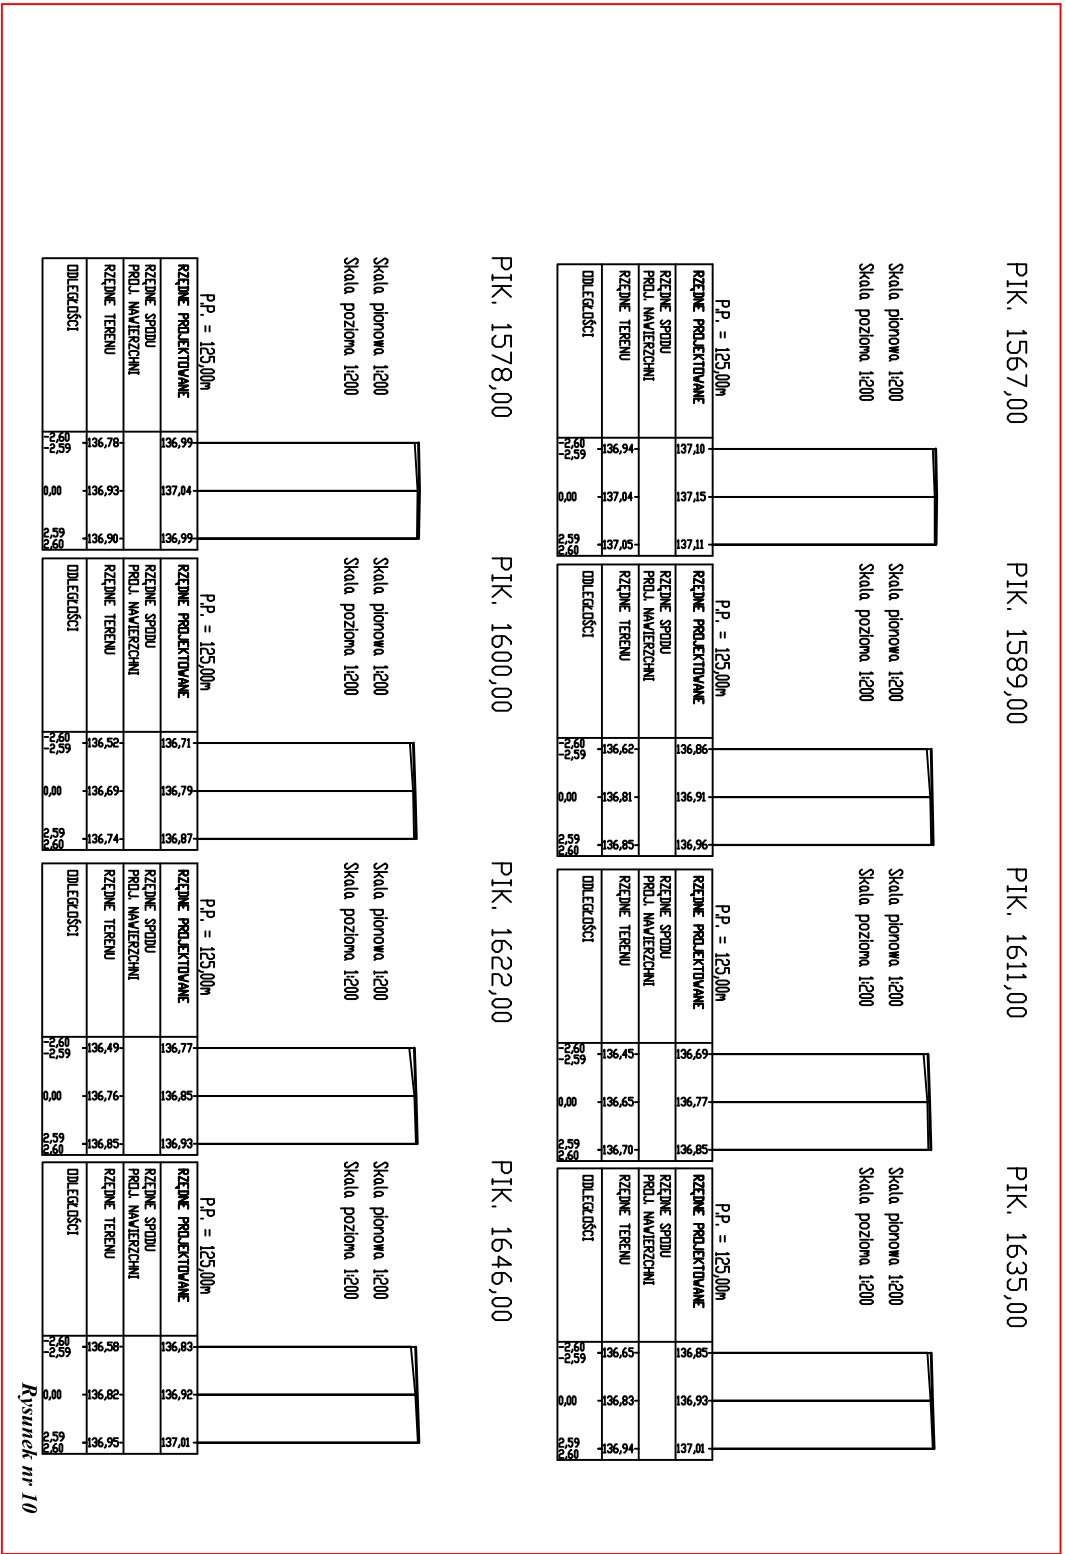 PIK. 1567,00
Skala pionowa 1:200
Skala pozioma 1:200
P.P. = 125,00m
RZĘDNE PROJEKTOWANE 137,10 137,15 137,11
RZĘDNE SPODU
PROJ. NAWIERZCHNI
RZĘDNE TERENU 136,94 137,04 137,05
ODLEGŁOŚCI -2,60 -2,59 0,00 2,59 2,60
PIK. 1589,00
Skala pionowa 1:200
Skala pozioma 1:200
P.P. = 125,00m
RZĘDNE PROJEKTOWANE 136,86 136,91 136,96
RZĘDNE SPODU
PROJ. NAWIERZCHNI
RZĘDNE TERENU 136,62 136,81 136,85
ODLEGŁOŚCI -2,60 -2,59 0,00 2,59 2,60
PIK. 1611,00
Skala pionowa 1:200
Skala pozioma 1:200
P.P. = 125,00m
RZĘDNE PROJEKTOWANE 136,69 136,77 136,85
RZĘDNE SPODU
PROJ. NAWIERZCHNI
RZĘDNE TERENU 136,45 136,65 136,70
ODLEGŁOŚCI -2,60 -2,59 0,00 2,59 2,60
PIK. 1635,00
Skala pionowa 1:200
Skala pozioma 1:200
P.P. = 125,00m
RZĘDNE PROJEKTOWANE 136,85 136,93 137,01
RZĘDNE SPODU
PROJ. NAWIERZCHNI
RZĘDNE TERENU 136,65 136,83 136,94
ODLEGŁOŚCI -2,60 -2,59 0,00 2,59 2,60
PIK. 1578,00
Skala pionowa 1:200
Skala pozioma 1:200
P.P. = 125,00m
RZĘDNE PROJEKTOWANE 136,99 137,04 136,99
RZĘDNE SPODU
PROJ. NAWIERZCHNI
RZĘDNE TERENU 136,78 136,93 136,90
ODLEGŁOŚCI -2,60 -2,59 0,00 2,59 2,60
PIK. 1600,00
Skala pionowa 1:200
Skala pozioma 1:200
P.P. = 125,00m
RZĘDNE PROJEKTOWANE 136,71 136,79 136,87
RZĘDNE SPODU
PROJ. NAWIERZCHNI
RZĘDNE TERENU 136,52 136,69 136,74
ODLEGŁOŚCI -2,60 -2,59 0,00 2,59 2,60
PIK. 1622,00
Skala pionowa 1:200
Skala pozioma 1:200
P.P. = 125,00m
RZĘDNE PROJEKTOWANE 136,77 136,85 136,93
RZĘDNE SPODU
PROJ. NAWIERZCHNI
RZĘDNE TERENU 136,49 136,76 136,85
ODLEGŁOŚCI -2,60 -2,59 0,00 2,59 2,60
PIK. 1646,00
Skala pionowa 1:200
Skala pozioma 1:200
P.P. = 125,00m
RZĘDNE PROJEKTOWANE 136,83 136,92 137,01
RZĘDNE SPODU
PROJ. NAWIERZCHNI
RZĘDNE TERENU 136,58 136,82 136,95
ODLEGŁOŚCI -2,60 -2,59 0,00 2,59 2,60
Rysunek nr 10